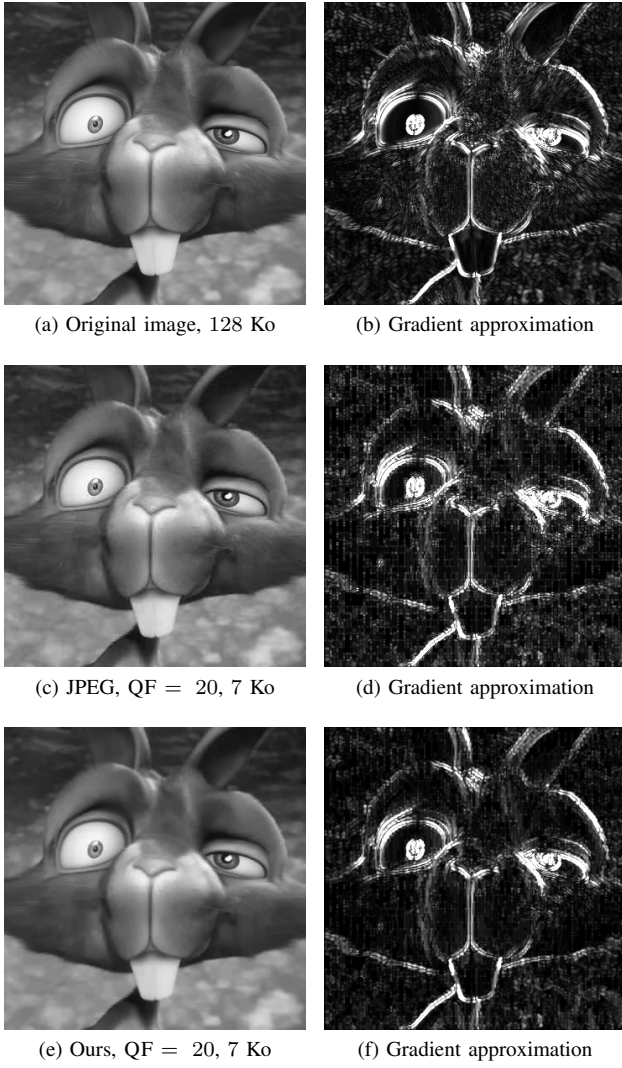 (a) Original image, 128 Ko
(b) Gradient approximation
(c) JPEG, QF = 20, 7 Ko
(d) Gradient approximation
(e) Ours, QF = 20, 7 Ko
(f) Gradient approximation